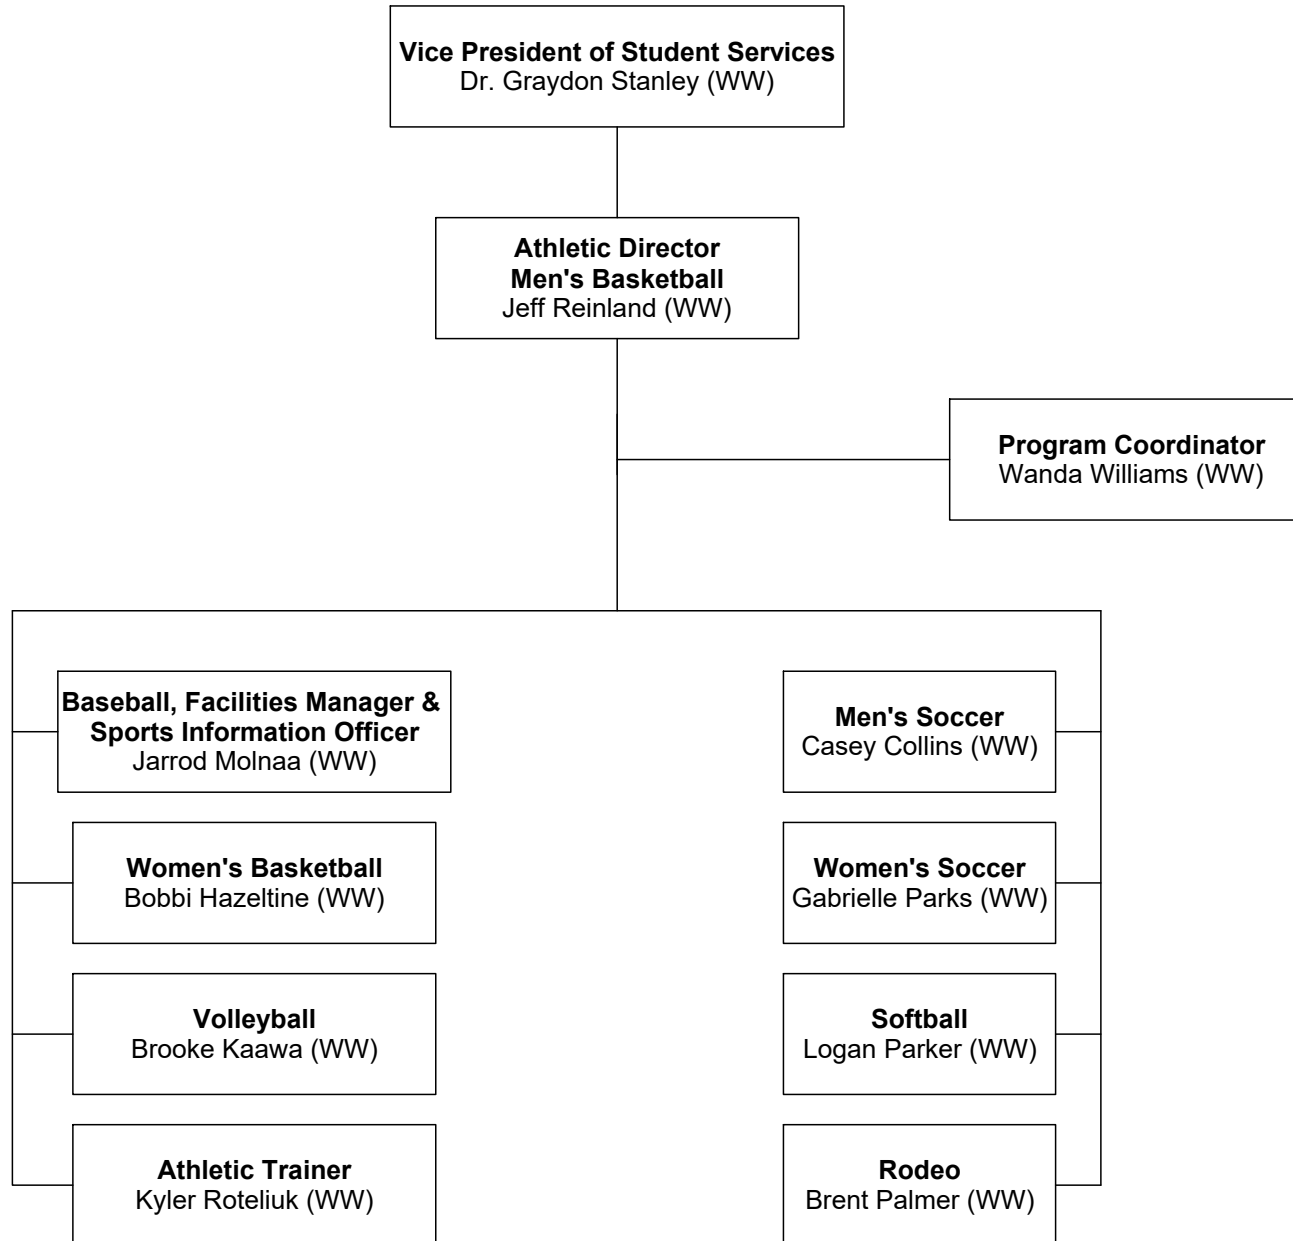 Vice President of Student Services
Dr. Graydon Stanley (WW)
Athletic Director
Men's Basketball
Jeff Reinland (WW)
Program Coordinator
Wanda Williams (WW)
Baseball, Facilities Manager &
Sports Information Officer
Jarrod Molnaa (WW)
Men's Soccer
Casey Collins (WW)
Women's Basketball
Bobbi Hazeltine (WW)
Women's Soccer
Gabrielle Parks (WW)
Volleyball
Brooke Kaawa (WW)
Softball
Logan Parker (WW)
Athletic Trainer
Kyler Roteliuk (WW)
Rodeo
Brent Palmer (WW)